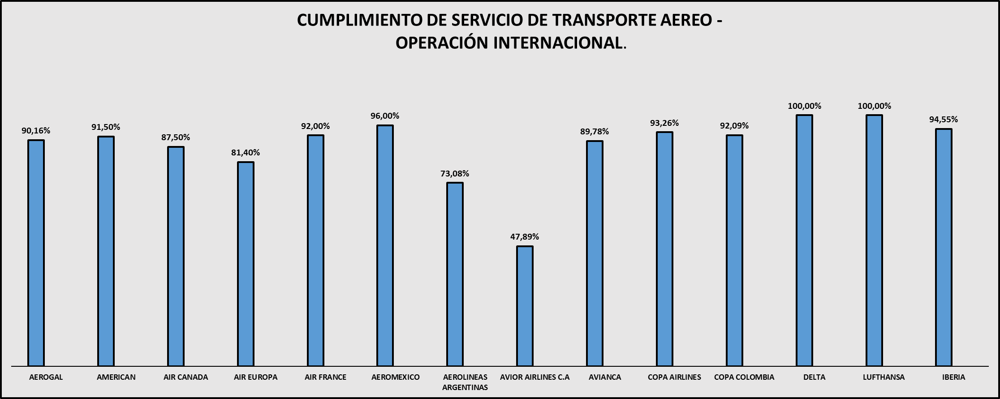 CUMPLIMIENTO DE SERVICIO DE TRANSPORTE AEREO -
OPERACIÓN INTERNACIONAL.
90,16%
91,50%
87,50%
81,40%
92,00%
96,00%
73,08%
47,89%
89,78%
93,26%
92,09%
100,00%
100,00%
94,55%
AEROGAL
AMERICAN
AIR CANADA
AIR EUROPA
AIR FRANCE
AEROMEXICO
AEROLINEAS
ARGENTINAS
AVIOR AIRLINES C.A
AVIANCA
COPA AIRLINES
COPA COLOMBIA
DELTA
LUFTHANSA
IBERIA